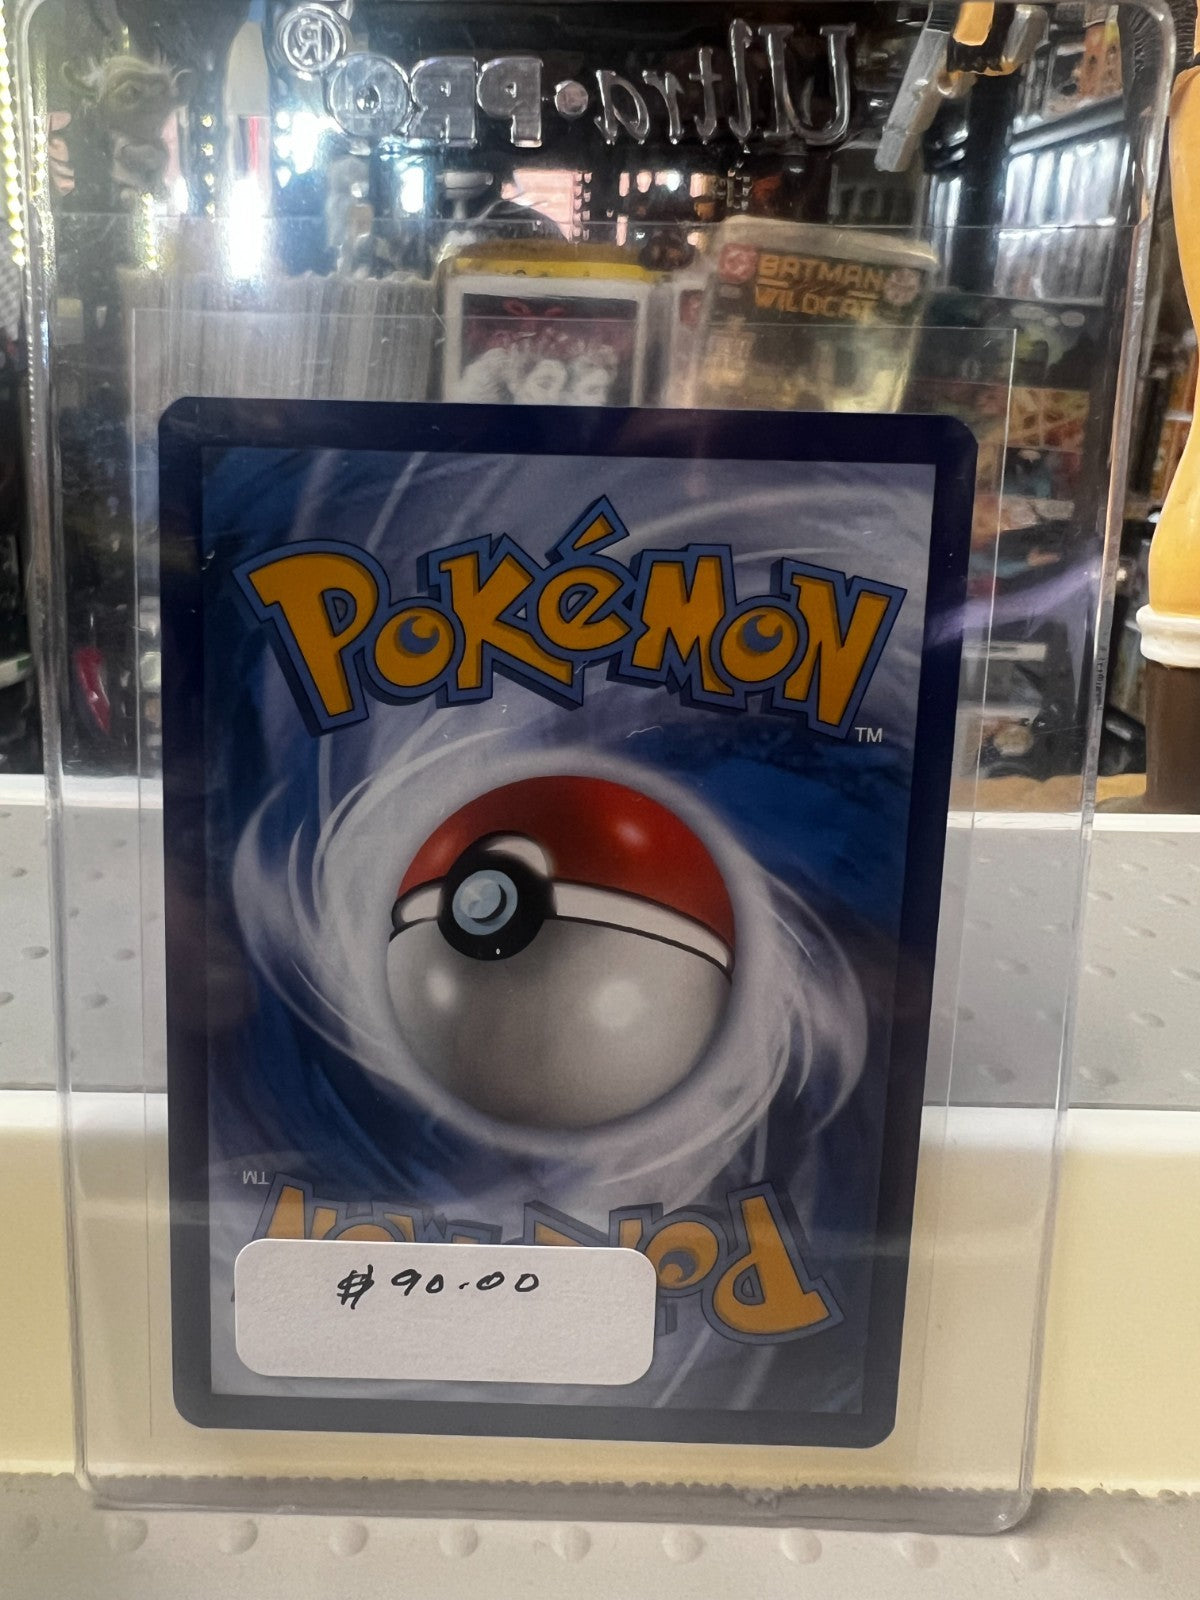 Ultra•PRO®
BATMAN
WILDCAT
POKéMON
TM
TM
POKéMON
$90.00